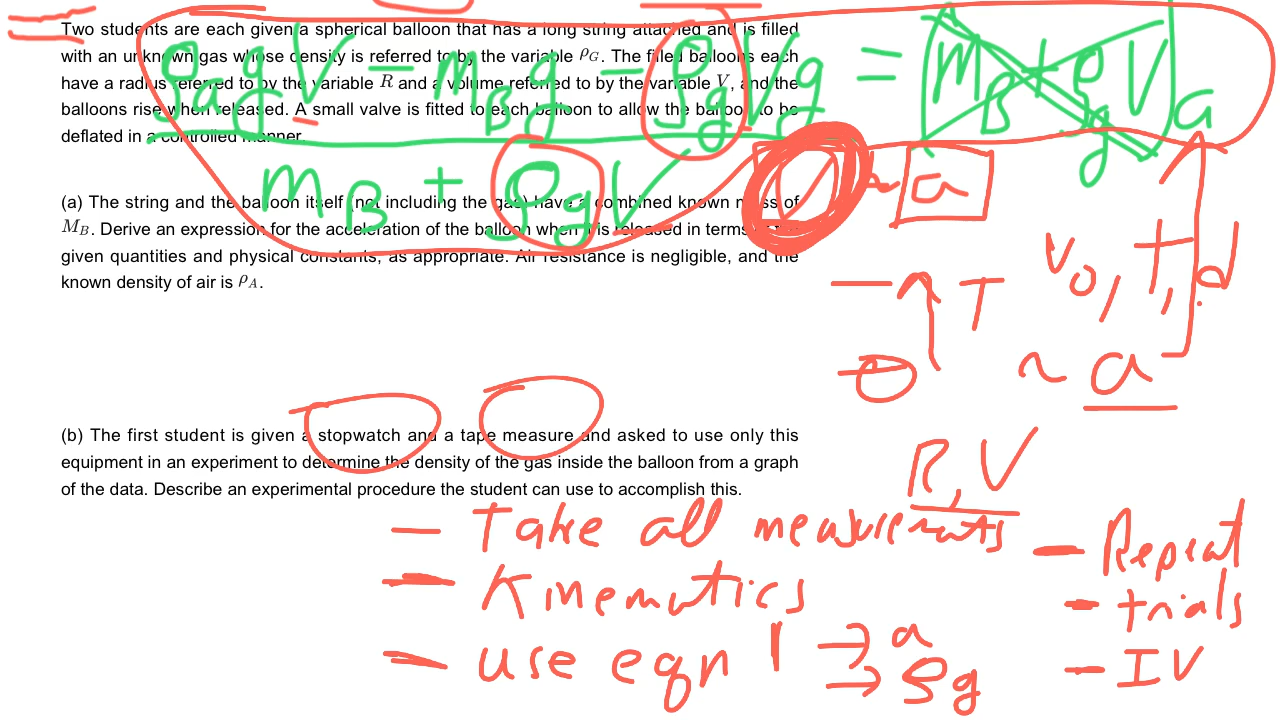 Two students are each given a spherical balloon that has a long string attached and is filled
with an unknown gas whose density is referred to by the variable ρG. The filled balloons each
have a radius referred to by the variable R and a volume referred to by the variable V, and the
balloons rise when released. A small valve is fitted to each balloon to allow the balloon to be
deflated in a controlled manner.
ρa g V − mB g − ρg V g = [mB + ρg V] a
mB + ρg V
V ~ a
(a) The string and the balloon itself (not including the gas) have a combined known mass of
MB. Derive an expression for the acceleration of the balloon when it is released in terms of the
given quantities and physical constants, as appropriate. Air resistance is negligible, and the
known density of air is ρA.
T
v0, t, d
~ a
(b) The first student is given a stopwatch and a tape measure and asked to use only this
equipment in an experiment to determine the density of the gas inside the balloon from a graph
of the data. Describe an experimental procedure the student can use to accomplish this.
R, V
– Take all measurements
– Kinematics
– use eqn 1 → a
→ ρg
– Repeat
– trials
– IV